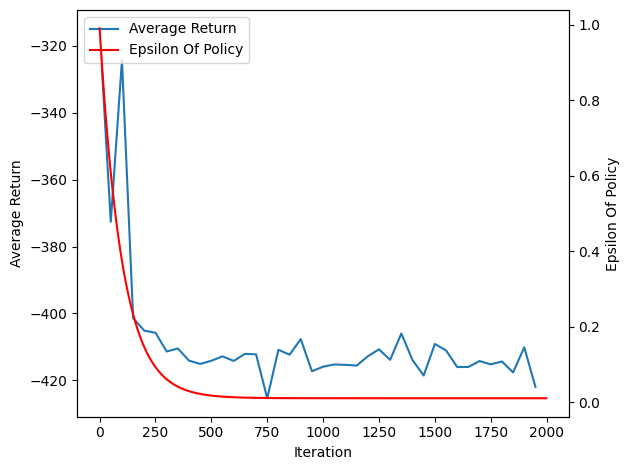 Average Return
Epsilon Of Policy
−320
−340
−360
−380
−400
−420
Average Return
1.0
0.8
0.6
0.4
0.2
0.0
Epsilon Of Policy
0 250 500 750 1000 1250 1500 1750 2000
Iteration